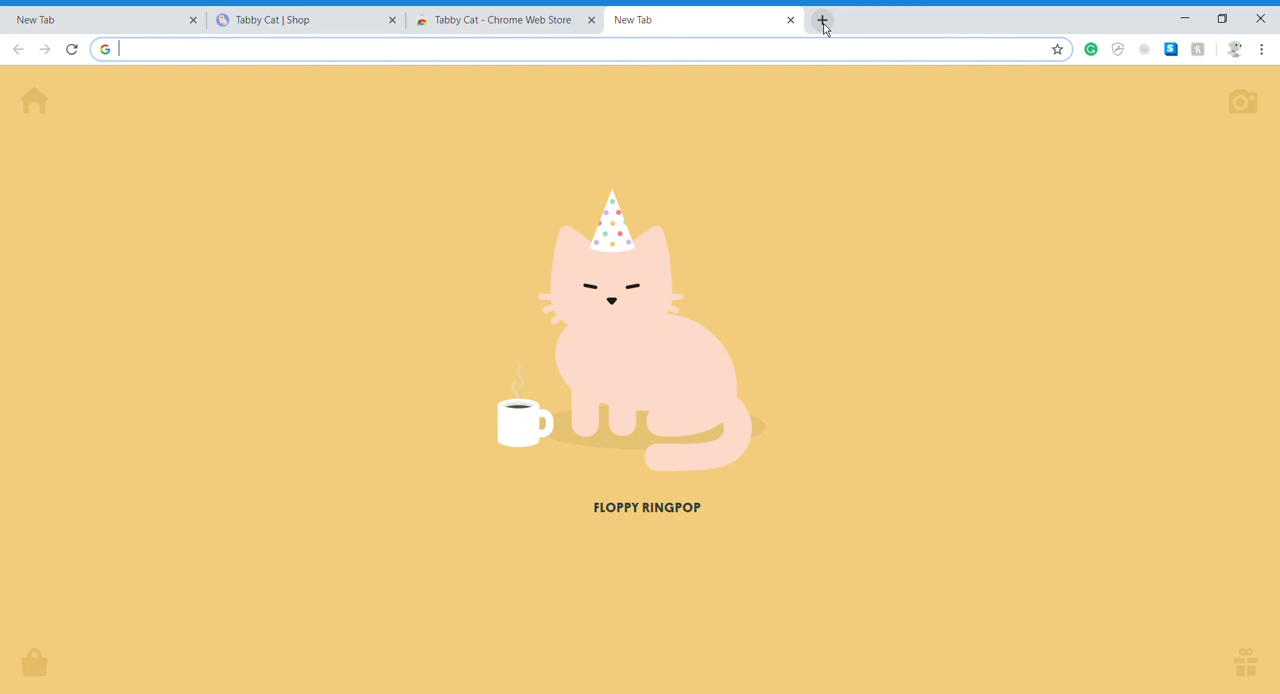 New Tab
Tabby Cat | Shop
Tabby Cat - Chrome Web Store
New Tab
FLOPPY RINGPOP